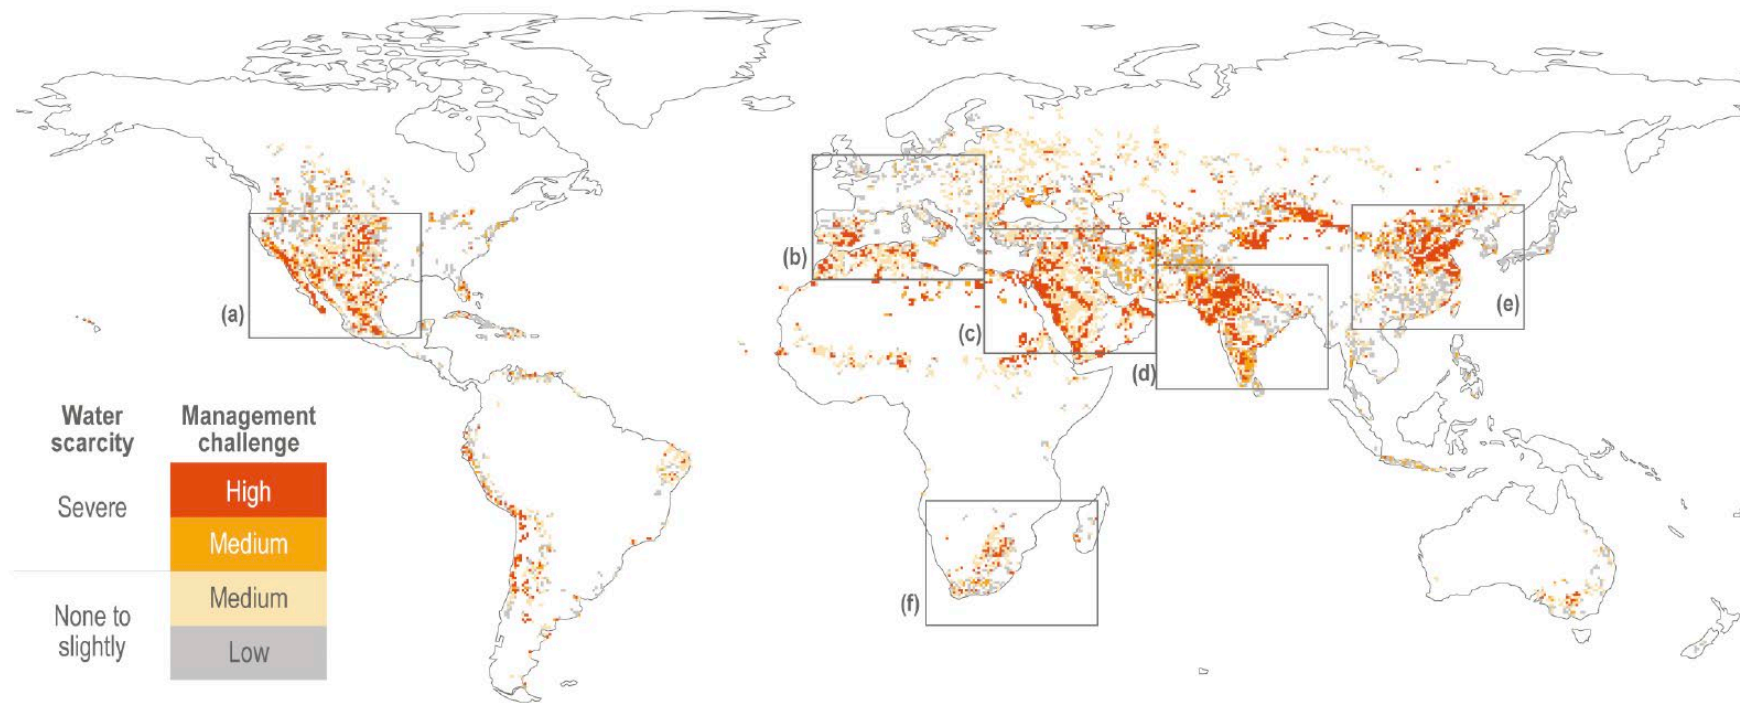 (a)
(b)
(c)
(d)
(e)
(f)
Water
scarcity
Management
challenge
Severe
High
Medium
None to
slightly
Medium
Low